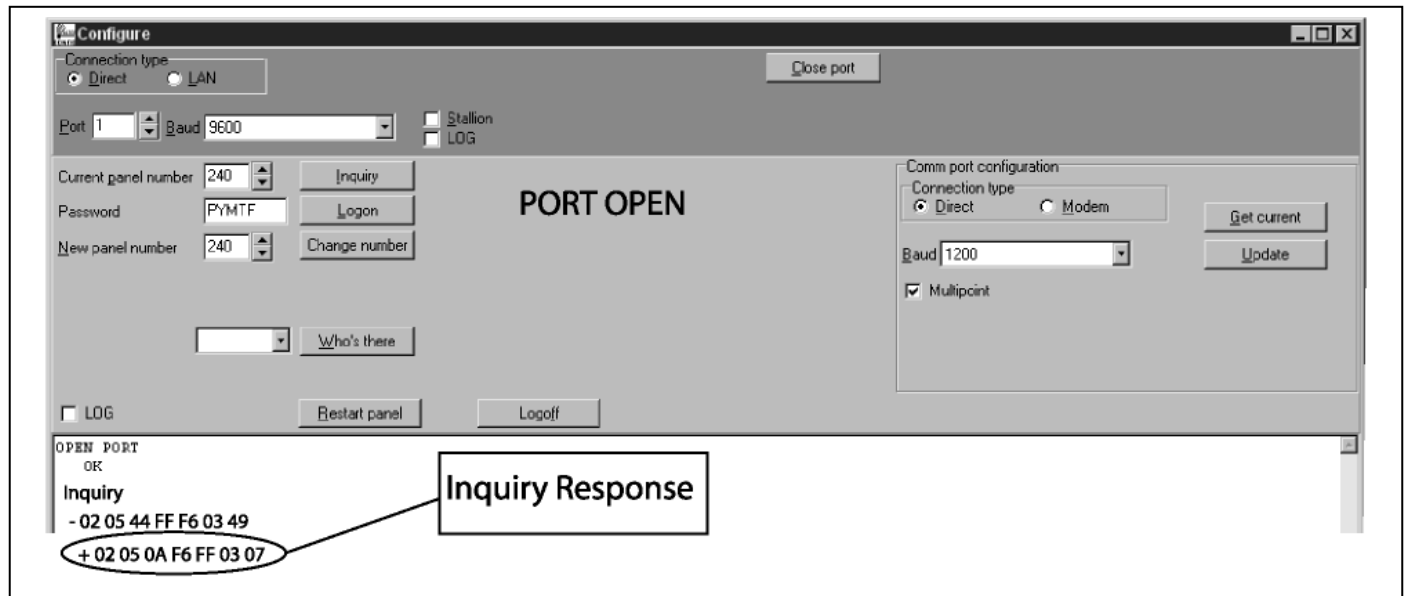 Configure
Connection type
Direct LAN
Close port
Port 1 Baud 9600
Stallion
LOG
Current panel number 240 Inquiry
Password PYMTF Logon
New panel number 240 Change number
PORT OPEN
Comm port configuration
Connection type
Direct Modem
Get current
Baud 1200 Update
Multipoint
Who's there
LOG Restart panel Logoff
OPEN PORT
OK
Inquiry
- 02 05 44 FF F6 03 49
+ 02 05 0A F6 FF 03 07
Inquiry Response